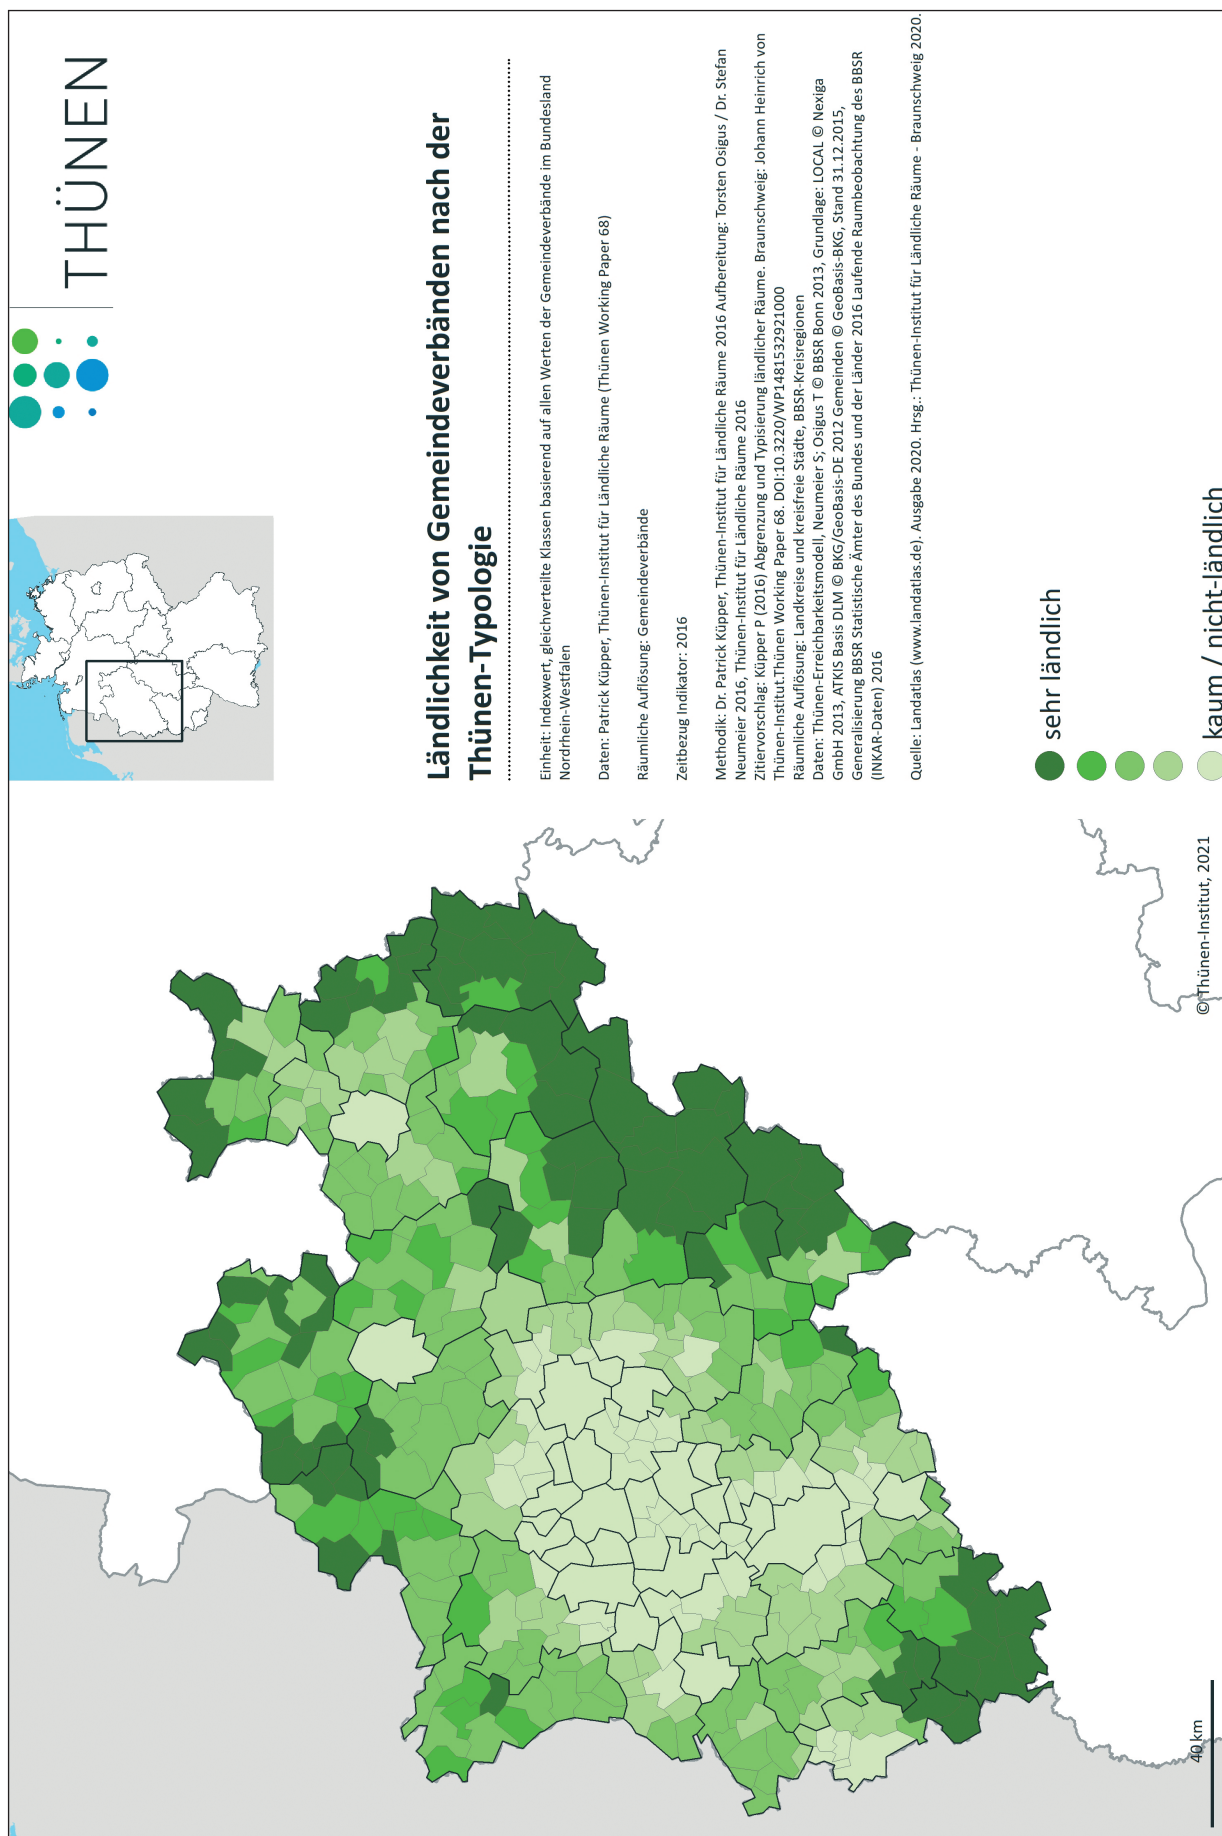 THÜNEN
Ländlichkeit von Gemeindeverbänden nach der
Thünen-Typologie
Einheit: Indexwert, gleichverteilte Klassen basierend auf allen Werten der Gemeindeverbände im Bundesland
Nordrhein-Westfalen
Daten: Patrick Küpper, Thünen-Institut für Ländliche Räume (Thünen Working Paper 68)
Räumliche Auflösung: Gemeindeverbände
Zeitbezug Indikator: 2016
Methodik: Dr. Patrick Küpper, Thünen-Institut für Ländliche Räume 2016 Aufbereitung: Torsten Osigus / Dr. Stefan
Neumeier 2016, Thünen-Institut für Ländliche Räume 2016
Zitiervorschlag: Küpper P (2016) Abgrenzung und Typisierung ländlicher Räume. Braunschweig: Johann Heinrich von
Thünen-Institut.Thünen Working Paper 68. DOI:10.3220/WP1481532921000
Räumliche Auflösung: Landkreise und kreisfreie Städte, BBSR-Kreisregionen
Daten: Thünen-Erreichbarkeitsmodell, Neumeier S; Osigus T © BBSR Bonn 2013, Grundlage: LOCAL © Nexiga
GmbH 2013, ATKIS Basis DLM © BKG/GeoBasis-DE 2012 Gemeinden © GeoBasis-BKG, Stand 31.12.2015,
Generalisierung BBSR Statistische Ämter des Bundes und der Länder 2016 Laufende Raumbeobachtung des BBSR
(INKAR-Daten) 2016
Quelle: Landatlas (www.landatlas.de). Ausgabe 2020. Hrsg.: Thünen-Institut für Ländliche Räume - Braunschweig 2020.
sehr ländlich
kaum / nicht-ländlich
© Thünen-Institut, 2021
40 km